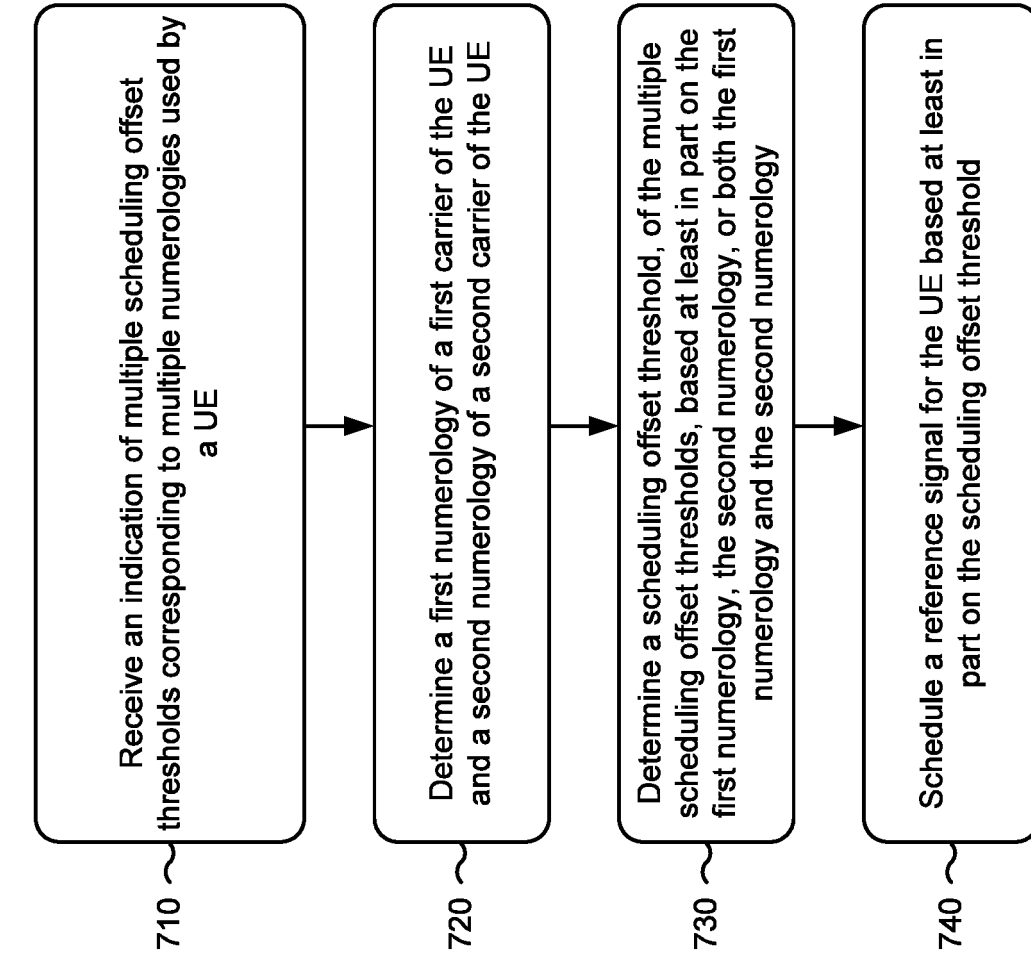 710
Receive an indication of multiple scheduling offset
thresholds corresponding to multiple numerologies used by
a UE
720
Determine a first numerology of a first carrier of the UE
and a second numerology of a second carrier of the UE
730
Determine a scheduling offset threshold, of the multiple
scheduling offset thresholds, based at least in part on the
first numerology, the second numerology, or both the first
numerology and the second numerology
740
Schedule a reference signal for the UE based at least in
part on the scheduling offset threshold